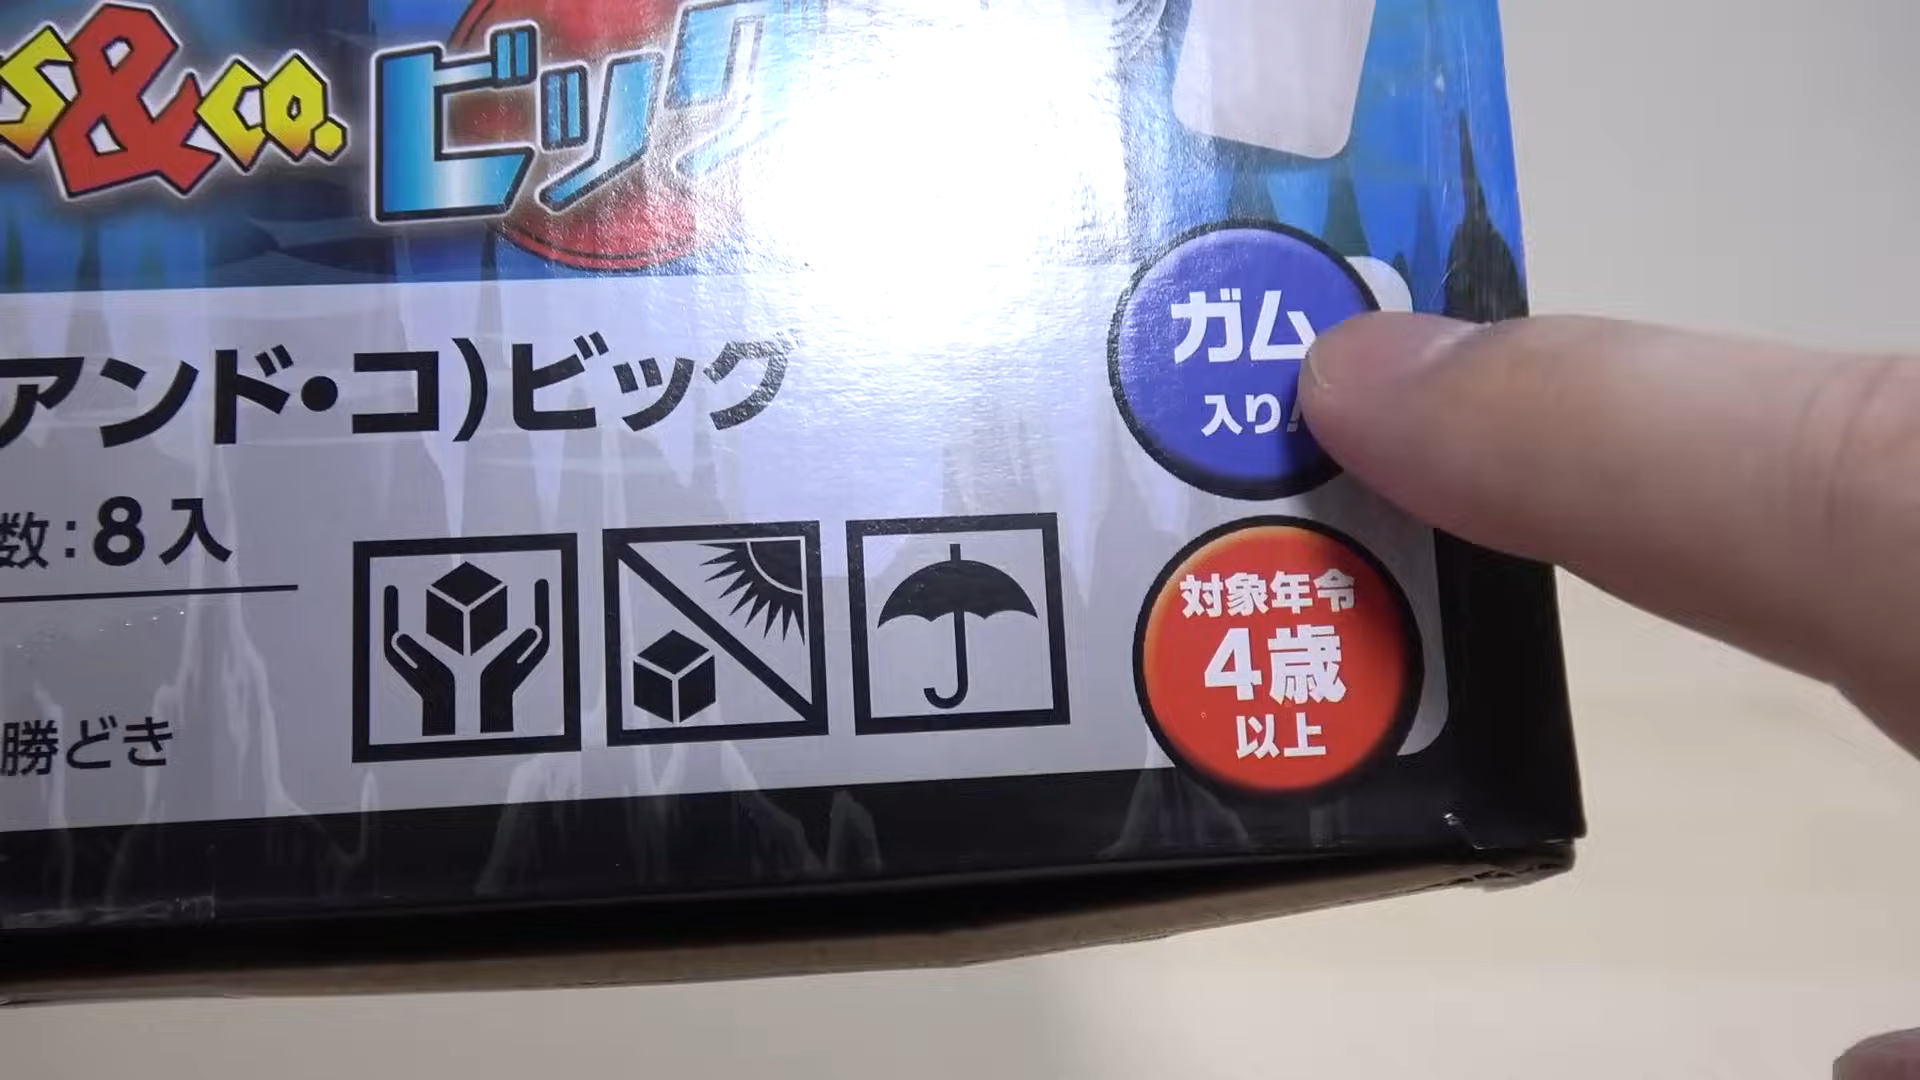 S&CO. ビッグ
アンド・コ)ビッグ
ガム
入り!
数:8入
対象年令
4歳
以上
勝どき